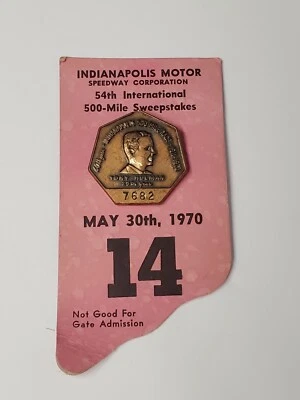 INDIANAPOLIS MOTOR
SPEEDWAY CORPORATION
54th International
500-Mile Sweepstakes
7682
MAY 30th, 1970
14
Not Good For
Gate Admission